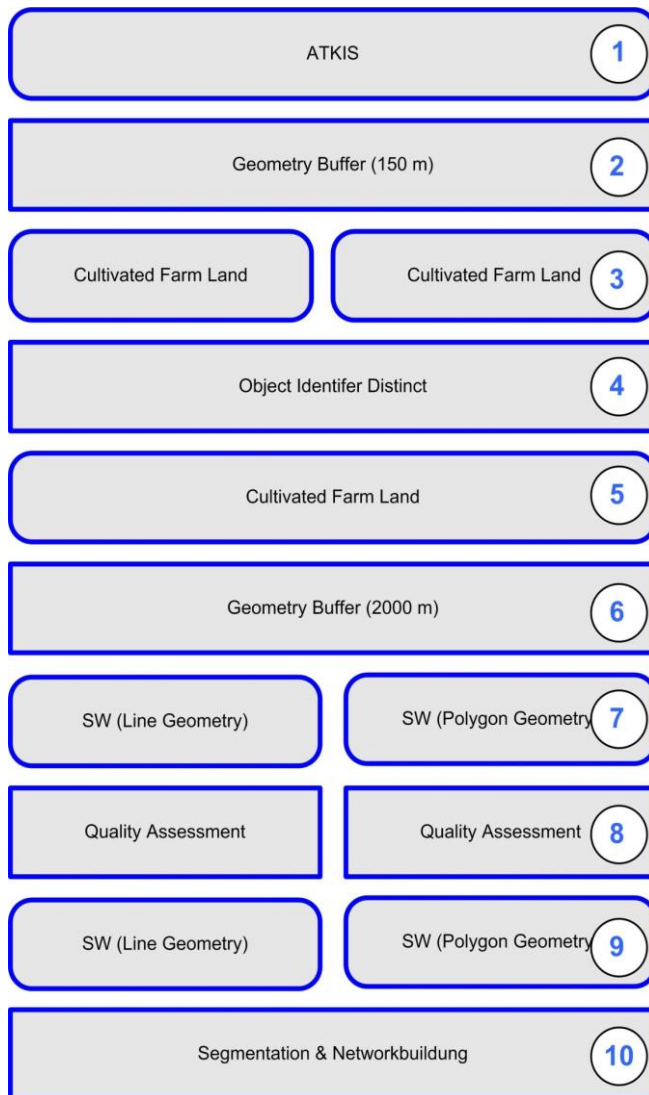 ATKIS 1
Geometry Buffer (150 m) 2
Cultivated Farm Land Cultivated Farm Land 3
Object Identifer Distinct 4
Cultivated Farm Land 5
Geometry Buffer (2000 m) 6
SW (Line Geometry) SW (Polygon Geometry 7
Quality Assessment Quality Assessment 8
SW (Line Geometry) SW (Polygon Geometry 9
Segmentation & Networkbuildung 10